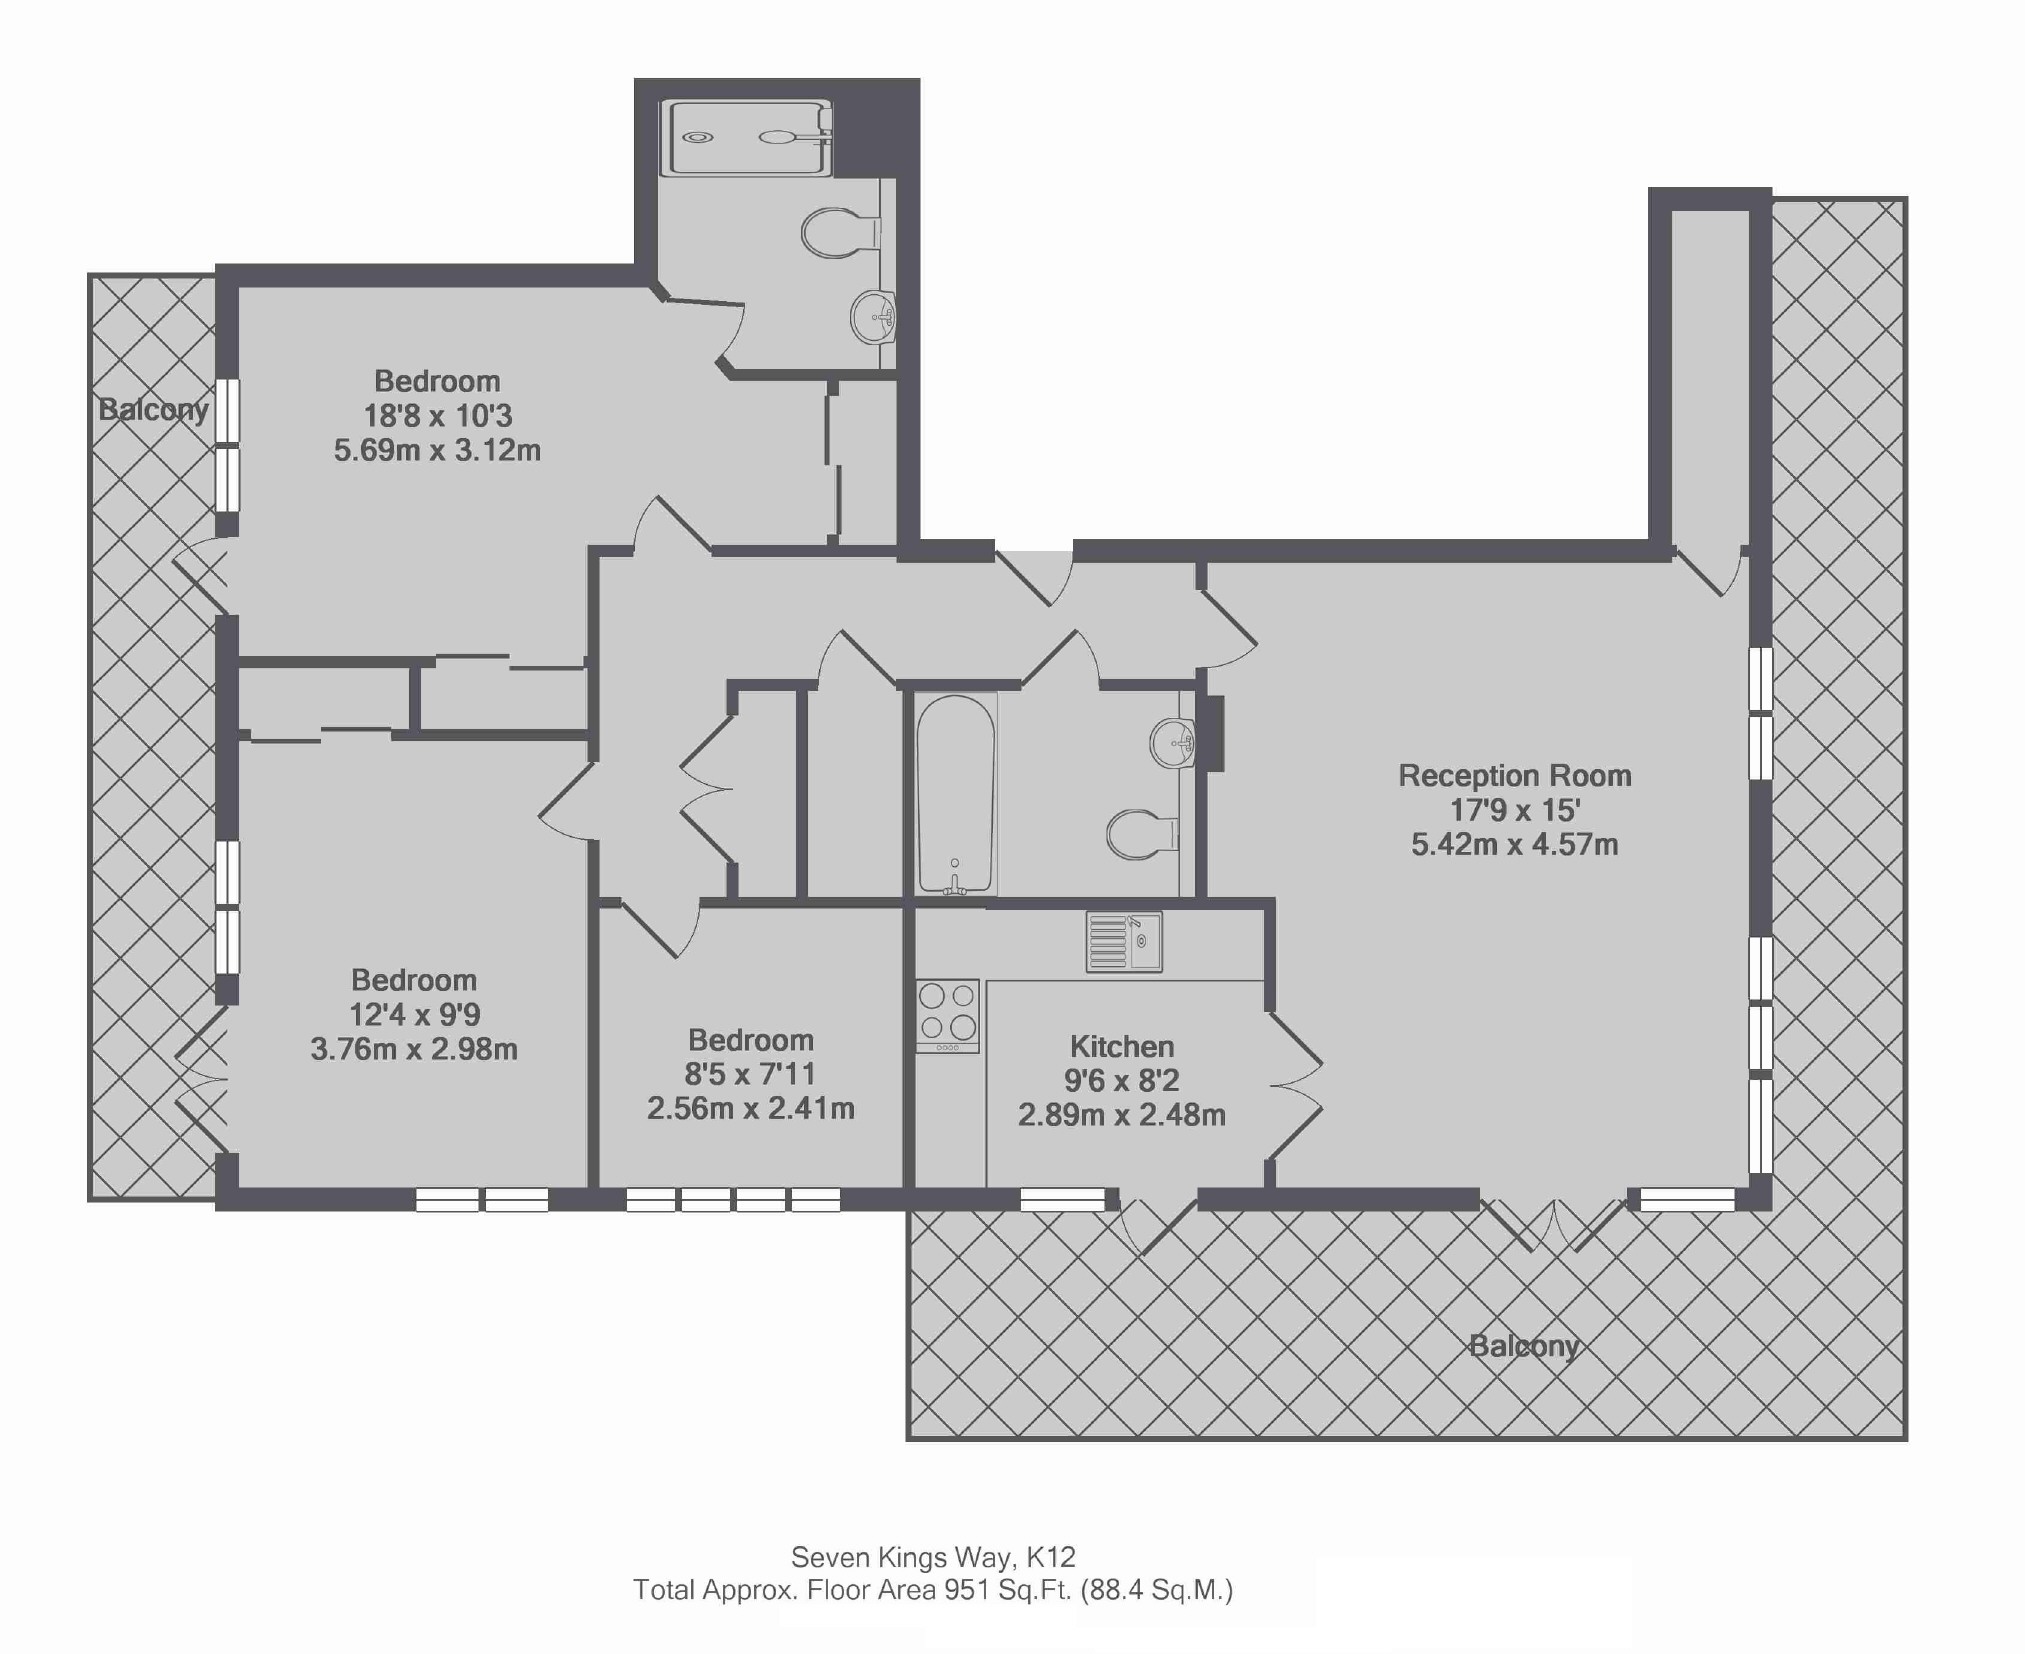 Balcony
Bedroom
18'8 x 10'3
5.69m x 3.12m
Reception Room
17'9 x 15'
5.42m x 4.57m
Bedroom
12'4 x 9'9
3.76m x 2.98m
Bedroom
8'5 x 7'11
2.56m x 2.41m
Kitchen
9'6 x 8'2
2.89m x 2.48m
Balcony
Seven Kings Way, K12
Total Approx. Floor Area 951 Sq.Ft. (88.4 Sq.M.)